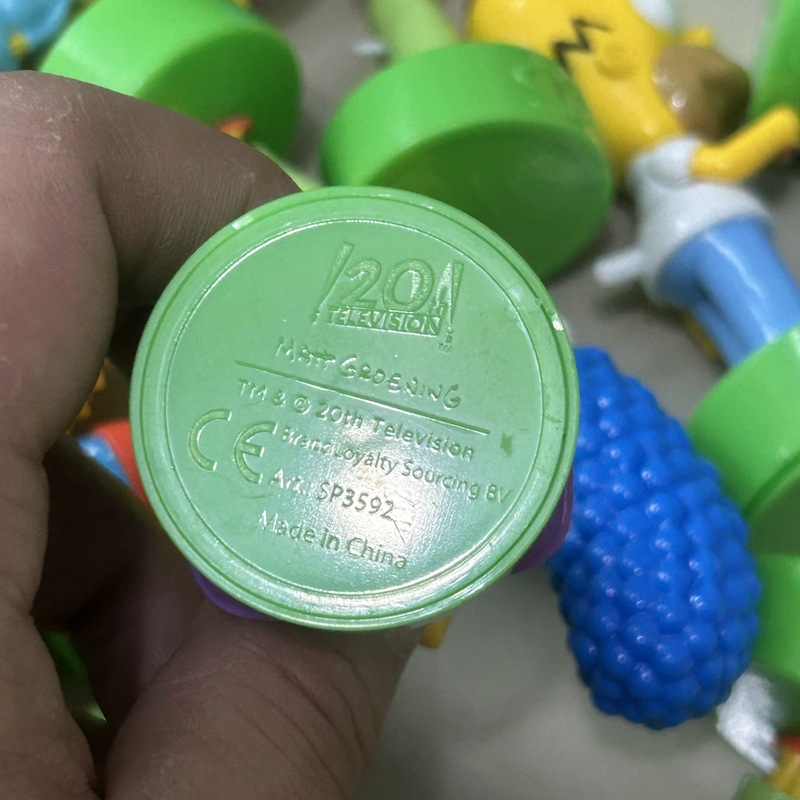 20
TELEVISION
MATT GROENING
TM & © 20th Television
CE Brand Loyalty Sourcing BV
Art.: SP3592
Made in China